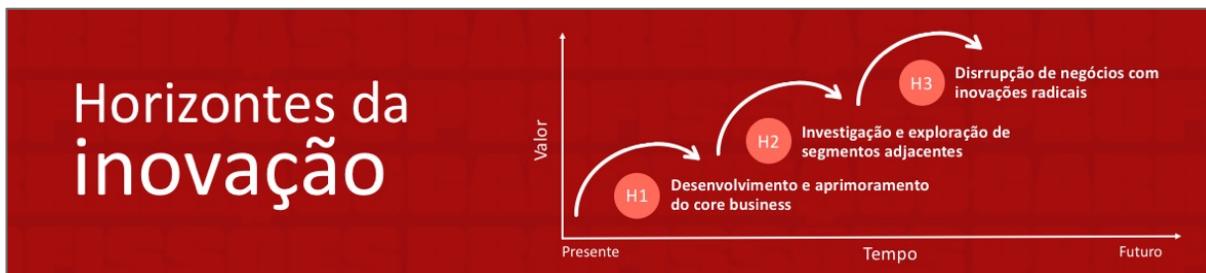 Horizontes da
inovação
Valor
H1
Desenvolvimento e aprimoramento
do core business
H2
Investigação e exploração de
segmentos adjacentes
H3
Disrrupção de negócios com
inovações radicais
Presente
Tempo
Futuro